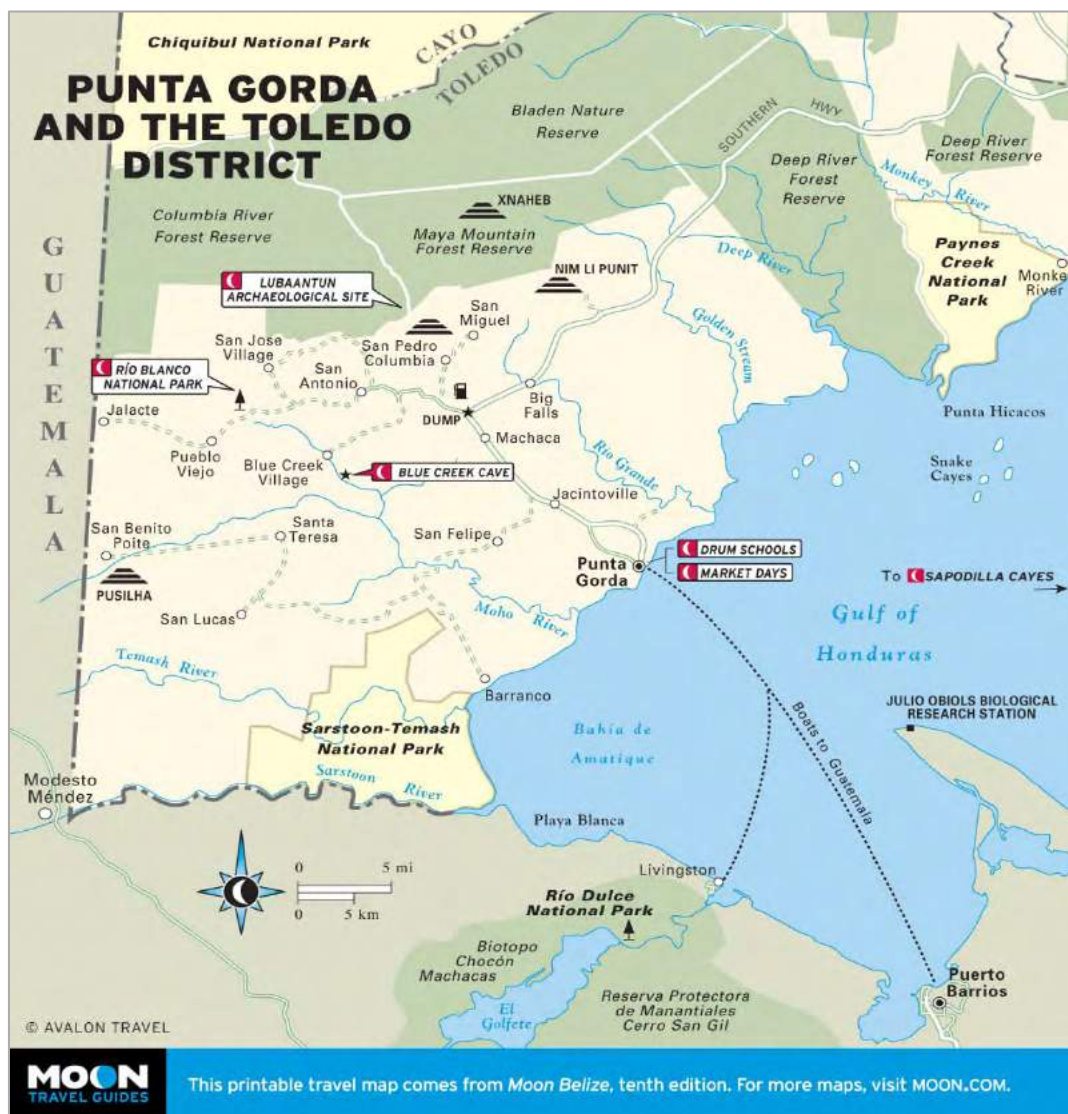 Chiquibul National Park
CAYO
TOLEDO
PUNTA GORDA
AND THE TOLEDO
DISTRICT
Bladen Nature
Reserve
SOUTHERN HWY
Deep River
Forest Reserve
Deep River
Forest
Reserve
Monkey River
Columbia River
Forest Reserve
XNAHEB
Maya Mountain
Forest Reserve
Paynes
Creek
National
Park
Monke
River
GUATEMALA
LUBAANTUN
ARCHAEOLOGICAL SITE
NIM LI PUNIT
Deep River
Golden Stream
San
Miguel
San Jose
Village
San Pedro
Columbia
RÍO BLANCO
NATIONAL PARK
San
Antonio
Big
Falls
Jalacte
DUMP
Machaca
Punta Hicacos
Pueblo
Viejo
Blue Creek
Village
BLUE CREEK CAVE
Rio Grande
Snake
Cayes
Jacintoville
San Benito
Poite
Santa
Teresa
San Felipe
Punta
Gorda
DRUM SCHOOLS
MARKET DAYS
To SAPODILLA CAYES
PUSILHA
San Lucas
Moho River
Gulf of
Honduras
Temash River
Barranco
JULIO OBIOLS BIOLOGICAL
RESEARCH STATION
Sarstoon-Temash
National Park
Bahía de
Amatique
Boats to Guatemala
Sarstoon
River
Modesto
Méndez
Playa Blanca
0 5 mi
0 5 km
Livingston
Río Dulce
National Park
Biotopo
Chocón
Machacas
El
Golfete
Reserva Protectora
de Manantiales
Cerro San Gil
Puerto
Barrios
© AVALON TRAVEL
MOON
TRAVEL GUIDES
This printable travel map comes from Moon Belize, tenth edition. For more maps, visit MOON.COM.